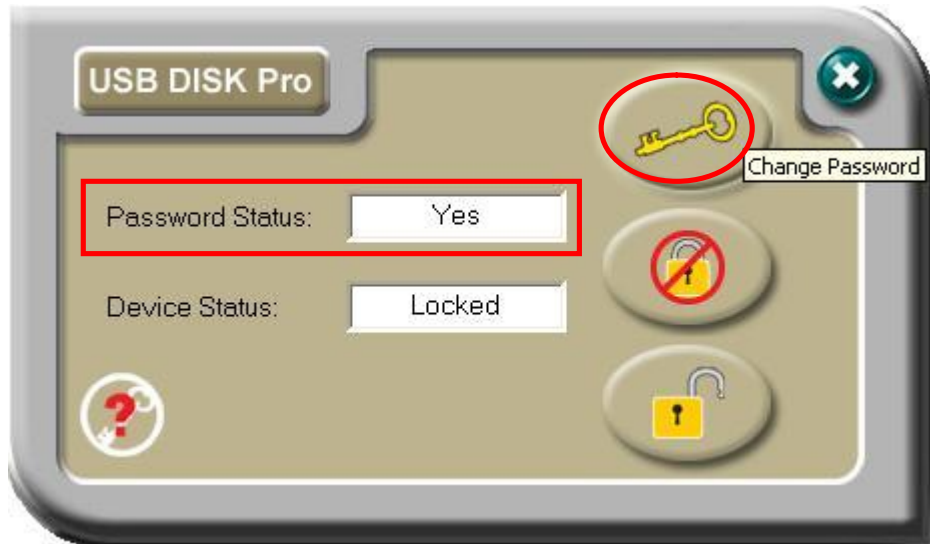 USB DISK Pro
Change Password
Password Status: Yes
Device Status: Locked
?